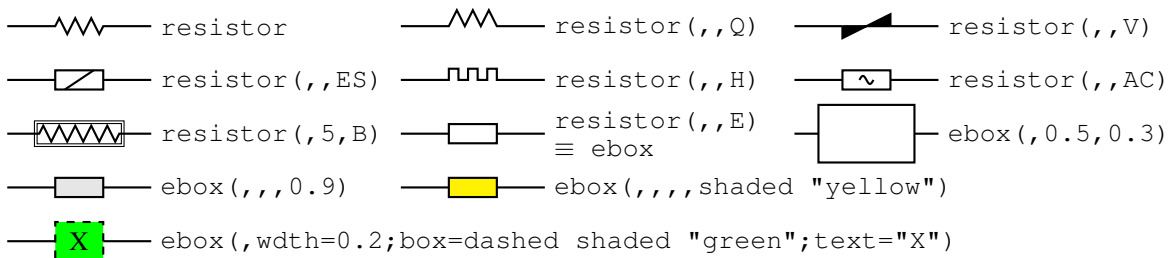 resistor
resistor(,,Q)
resistor(,,V)
resistor(,,ES)
resistor(,,H)
resistor(,,AC)
resistor(,5,B)
resistor(,,E)
≡ ebox
ebox(,0.5,0.3)
ebox(,,,0.9)
ebox(,,,,shaded "yellow")
X
ebox(,wdth=0.2;box=dashed shaded "green";text="X")